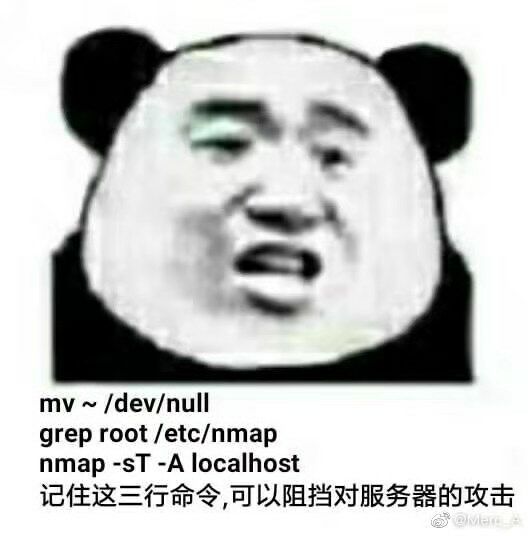 mv ~ /dev/null
grep root /etc/nmap
nmap -sT -A localhost
记住这三行命令,可以阻挡对服务器的攻击
@Merc_A